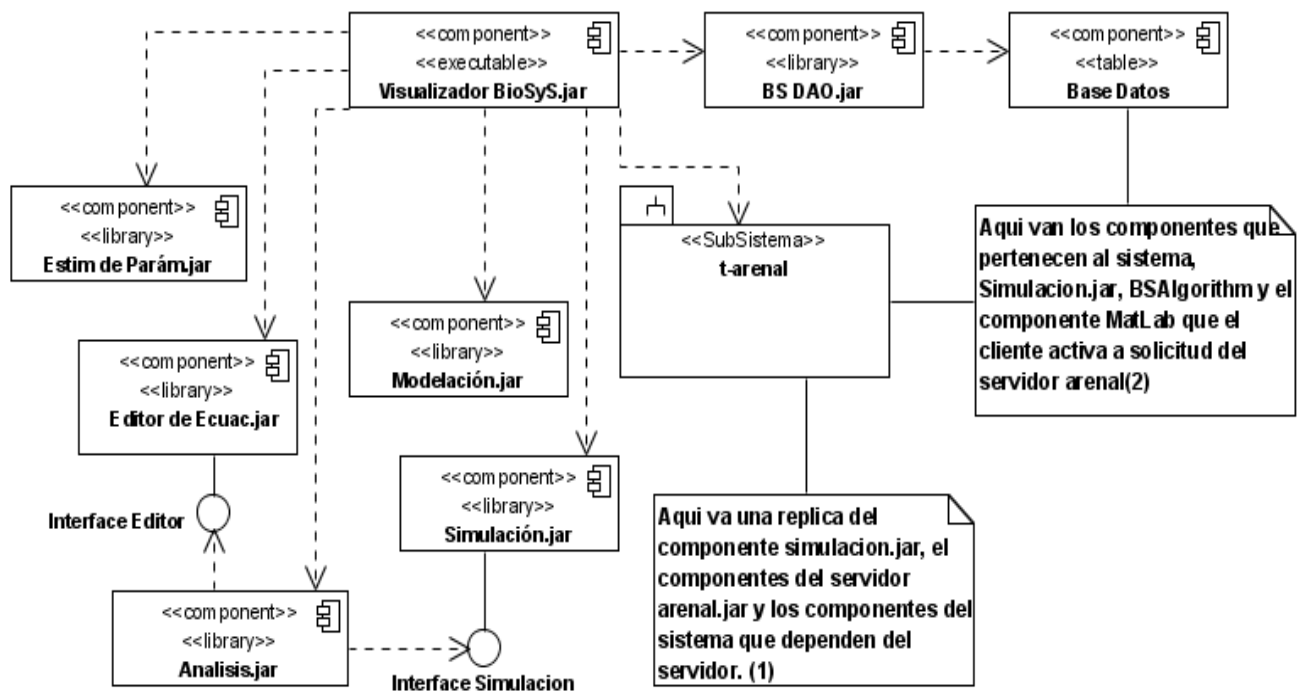 <<component>>
<<executable>>
Visualizador BioSyS.jar
<<component>>
<<library>>
BS DAO.jar
<<component>>
<<table>>
Base Datos
<<component>>
<<library>>
Estim de Parám.jar
<<SubSistema>>
t-arenal
Aqui van los componentes que
pertenecen al sistema,
Simulacion.jar, BSAlgorithm y el
componente MatLab que el
cliente activa a solicitud del
servidor arenal(2)
<<component>>
<<library>>
Modelación.jar
<<component>>
<<library>>
Editor de Ecuac.jar
<<component>>
<<library>>
Simulación.jar
Interface Editor
Aqui va una replica del
componente simulacion.jar, el
componentes del servidor
arenal.jar y los componentes del
sistema que dependen del
servidor. (1)
<<component>>
<<library>>
Analisis.jar
Interface Simulacion